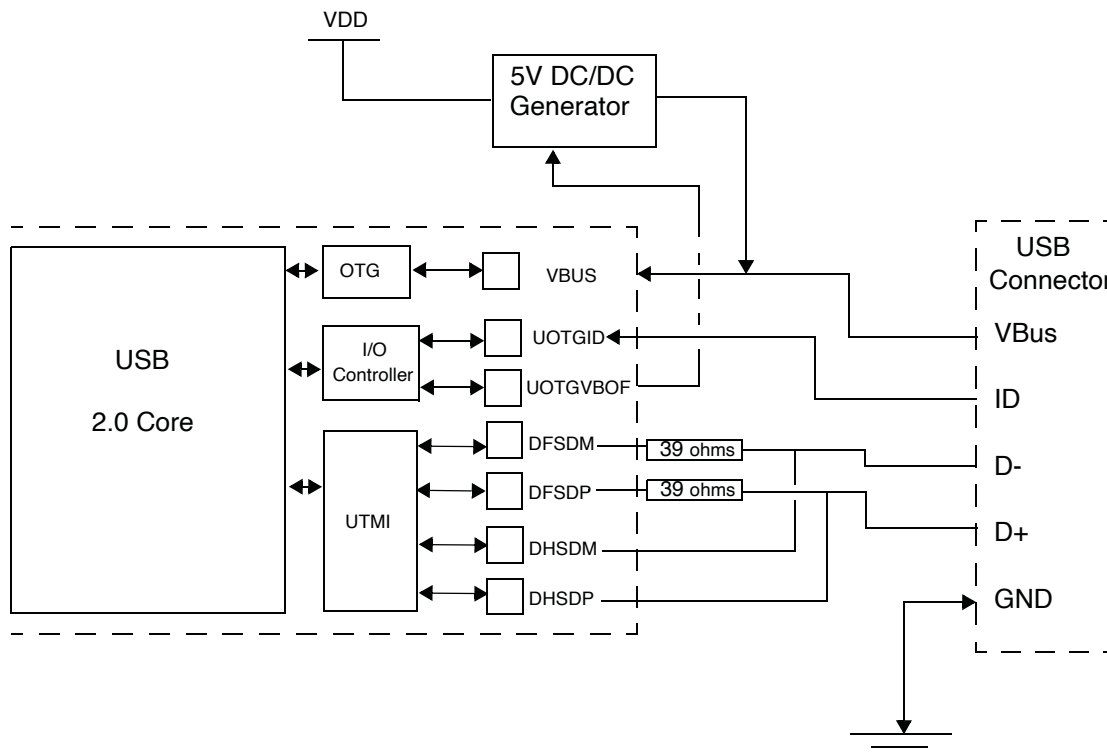 VDD
5V DC/DC
Generator
USB
Connector
OTG
VBUS
VBus
UOTGID
I/O
Controller
USB
2.0 Core
UOTGVBOF
ID
DFSDM
39 ohms
D-
DFSDP
39 ohms
UTMI
D+
DHSDM
DHSDP
GND